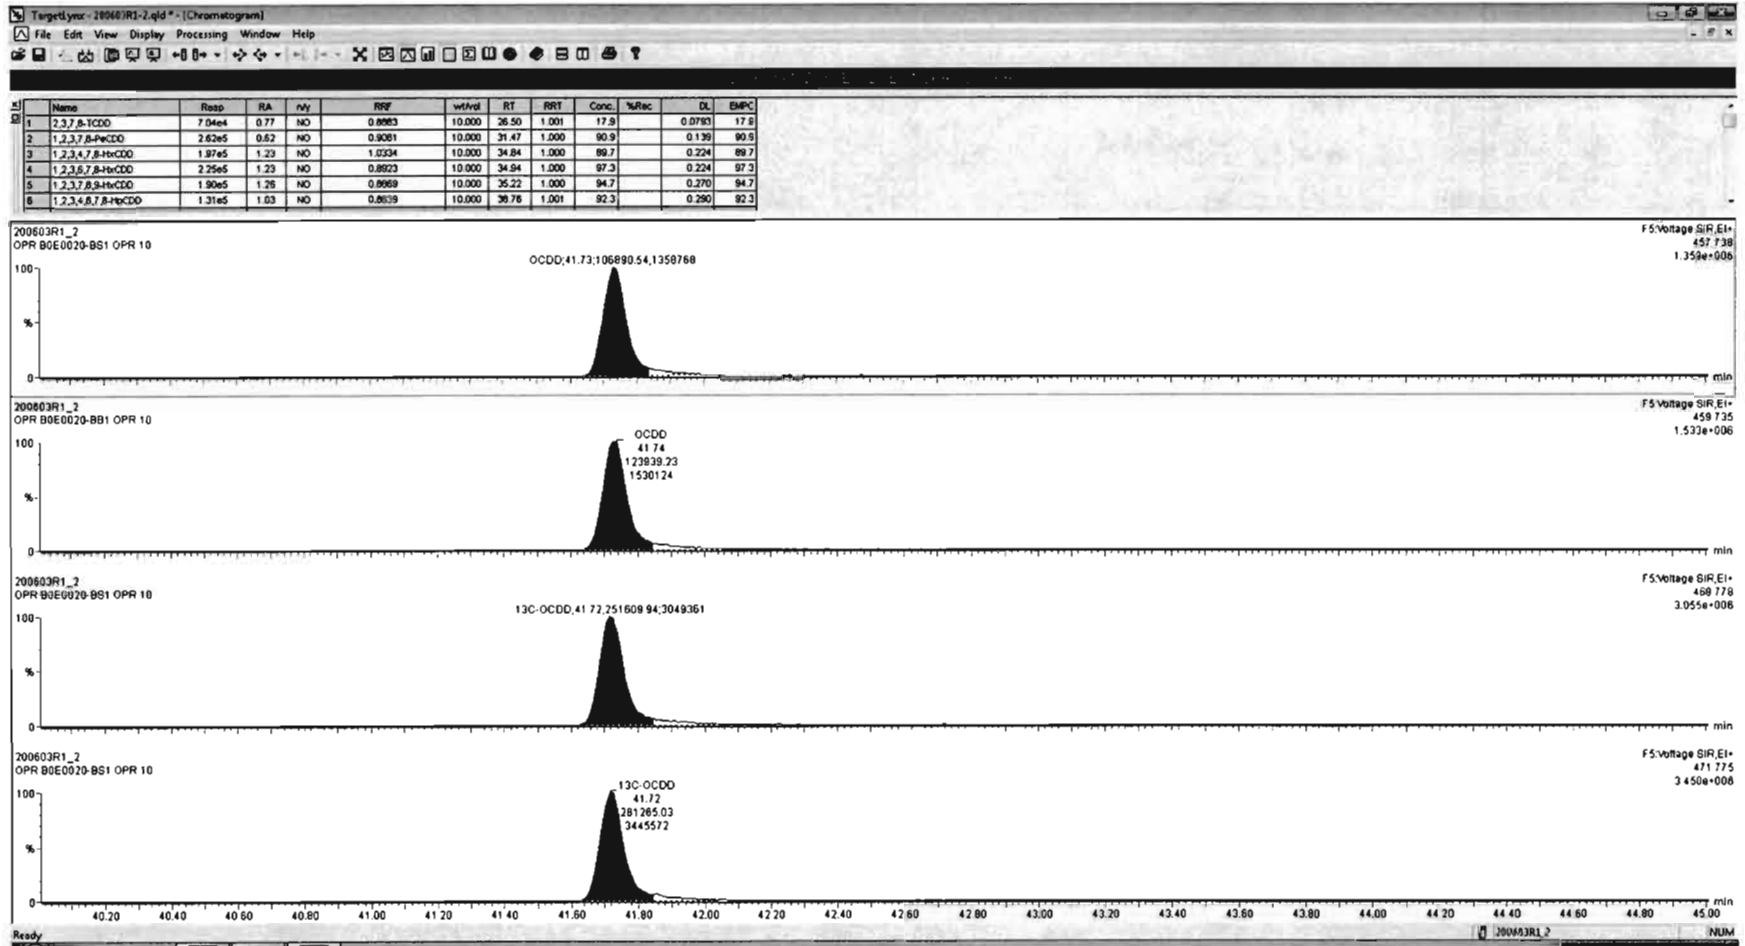 TargetLynx - 200603R1-2.qld * - [Chromatogram]
File Edit View Display Processing Window Help
Name Resp RA n/y RRF wt/vol RT RRT Conc. %Rec DL EMPC
1 2,3,7,8-TCDD 7.04e4 0.77 NO 0.8883 10.000 26.50 1.001 17.9 0.0793 17.9
2 1,2,3,7,8-PeCDD 2.62e5 0.62 NO 0.9081 10.000 31.47 1.000 90.9 0.139 90.9
3 1,2,3,4,7,8-HxCDD 1.97e5 1.23 NO 1.0334 10.000 34.84 1.000 89.7 0.224 89.7
4 1,2,3,6,7,8-HxCDD 2.25e5 1.23 NO 0.8923 10.000 34.94 1.000 97.3 0.224 97.3
5 1,2,3,7,8,9-HxCDD 1.90e5 1.26 NO 10.000 35.22 1.000 94.7 0.270 94.7
6 1,2,3,4,6,7,8-HpCDD 1.31e5 1.03 NO 10.000 38.76 1.001 92.3 0.290 92.3
200603R1_2
OPR B0E0020-BS1 OPR 10
F5:Voltage SIR,EI+
457.738
1.359e+006
OCDD;41.73;106890.54;1358768
100
%
0
min
200603R1_2
OPR B0E0020-BS1 OPR 10
F5:Voltage SIR,EI+
459.735
1.533e+006
OCDD
41.74
123939.23
1530124
100
%
0
min
200603R1_2
OPR B0E0020-BS1 OPR 10
F5:Voltage SIR,EI+
469.778
3.055e+006
13C-OCDD;41.72;251609.94;3049361
100
%
0
min
200603R1_2
OPR B0E0020-BS1 OPR 10
F5:Voltage SIR,EI+
471.775
3.450e+006
13C-OCDD
41.72
281265.03
3445572
100
%
0
min
40.20 40.40 40.60 40.80 41.00 41.20 41.40 41.60 41.80 42.00 42.20 42.40 42.60 42.80 43.00 43.20 43.40 43.60 43.80 44.00 44.20 44.40 44.60 44.80 45.00
Ready 200603R1_2 NUM